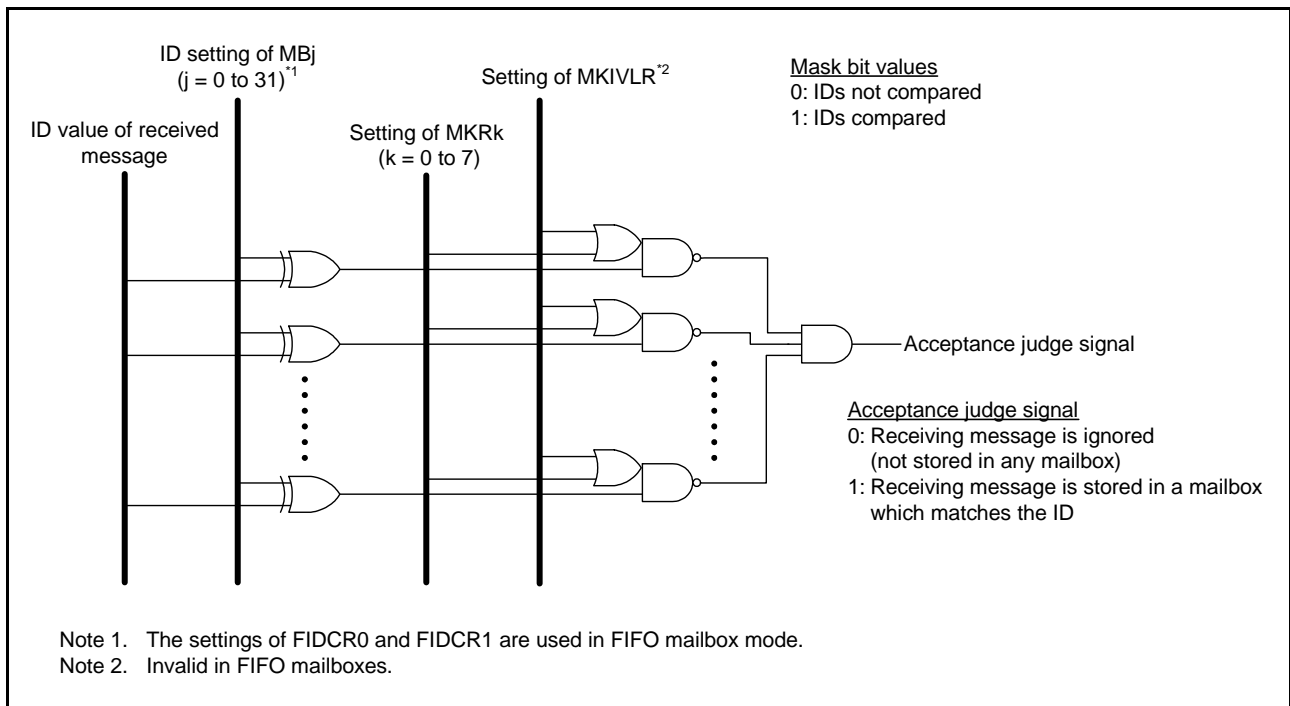 ID setting of MBj
(j = 0 to 31)*1
Setting of MKIVLR*2
Mask bit values
0: IDs not compared
1: IDs compared
ID value of received
message
Setting of MKRk
(k = 0 to 7)
Acceptance judge signal
Acceptance judge signal
0: Receiving message is ignored
(not stored in any mailbox)
1: Receiving message is stored in a mailbox
which matches the ID
Note 1. The settings of FIDCR0 and FIDCR1 are used in FIFO mailbox mode.
Note 2. Invalid in FIFO mailboxes.